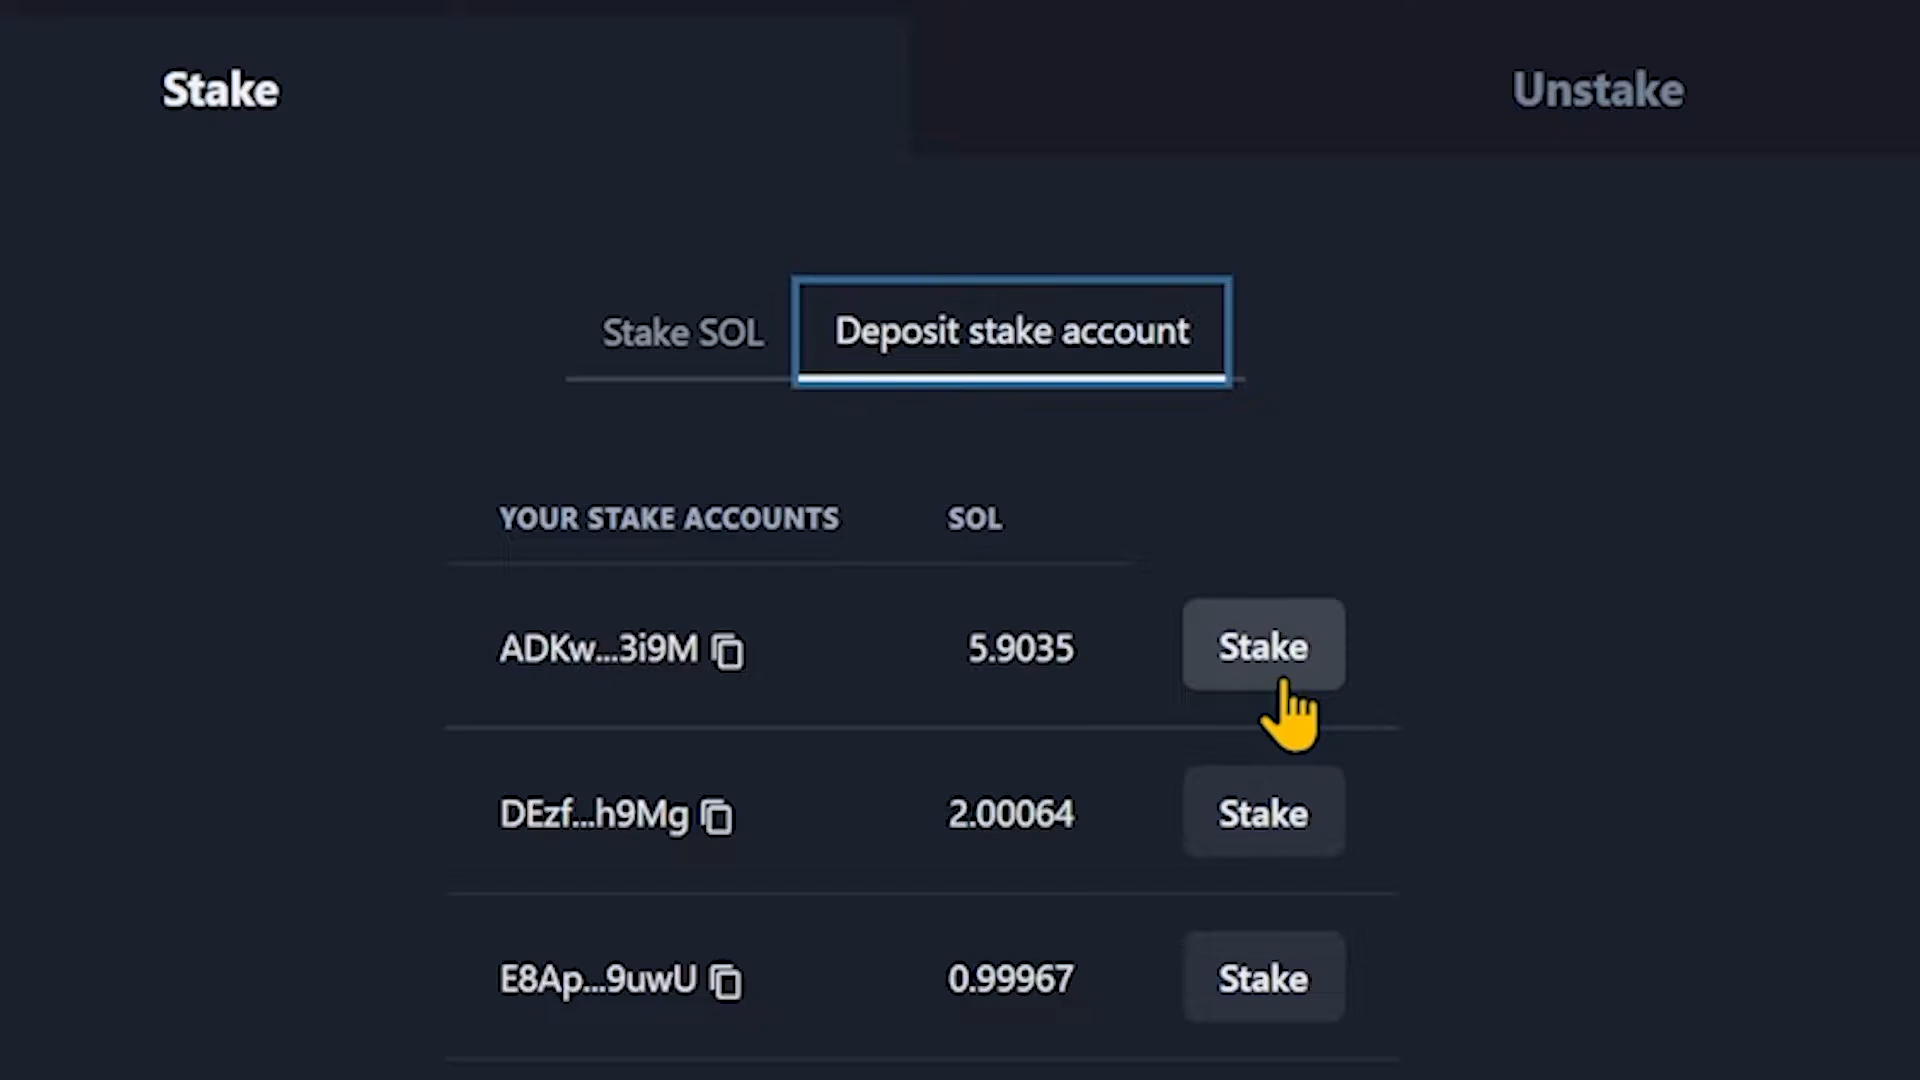 Stake
Unstake
Stake SOL
Deposit stake account
YOUR STAKE ACCOUNTS SOL
ADKw...3i9M 5.9035 Stake
DEzf...h9Mg 2.00064 Stake
E8Ap...9uwU 0.99967 Stake